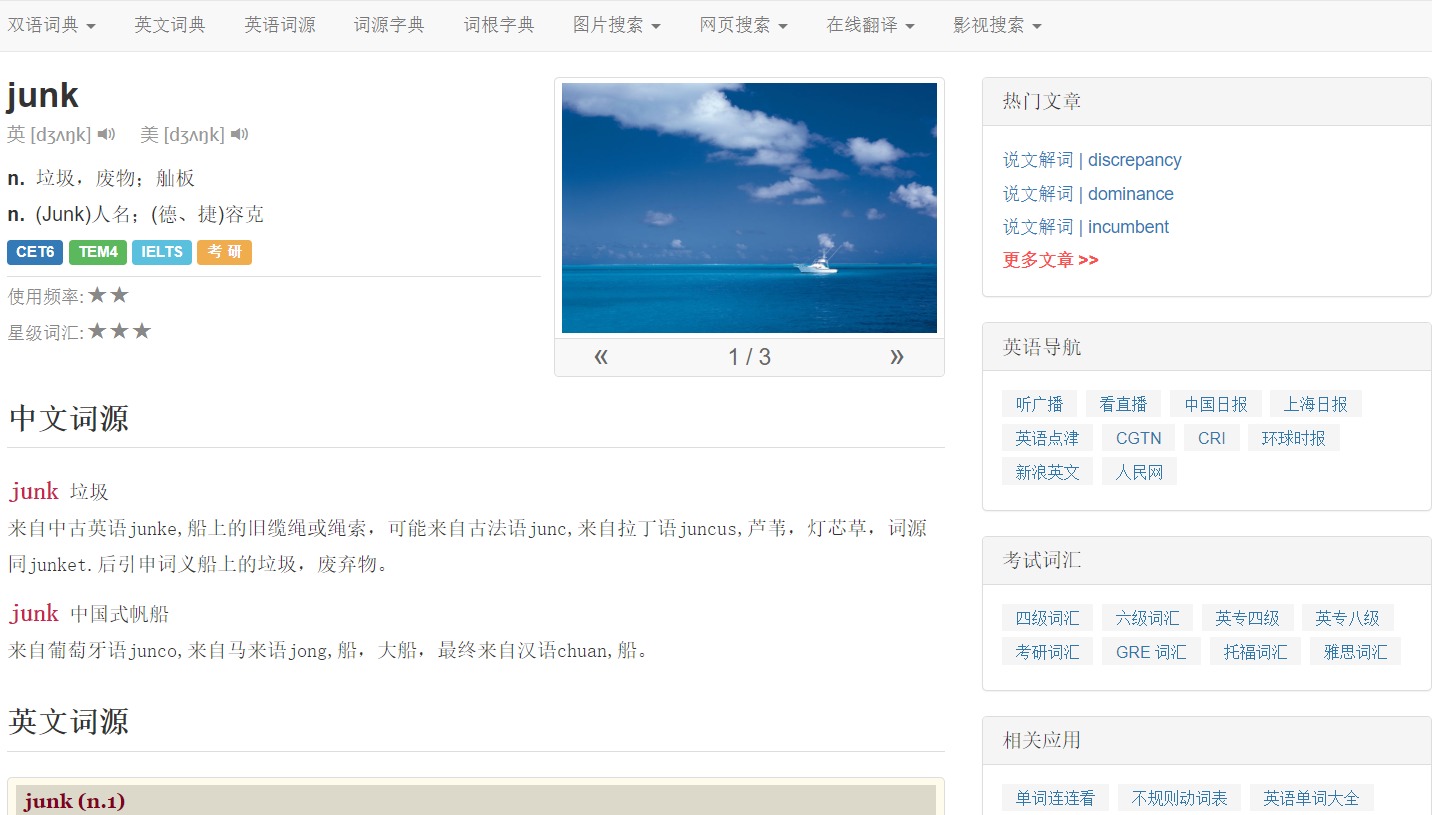 双语词典 英文词典 英语词源 词源字典 词根字典 图片搜索 网页搜索 在线翻译 影视搜索
junk
英 [dʒʌŋk] 美 [dʒʌŋk]
n. 垃圾，废物；舢板
n. (Junk)人名；(德、捷)容克
CET6 TEM4 IELTS 考 研
使用频率:★★
星级词汇:★★★
« 1 / 3 »
中文词源
junk 垃圾
来自中古英语junke,船上的旧缆绳或绳索，可能来自古法语junc,来自拉丁语juncus,芦苇，灯芯草，词源
同junket.后引申词义船上的垃圾，废弃物。
junk 中国式帆船
来自葡萄牙语junco,来自马来语jong,船，大船，最终来自汉语chuan,船。
英文词源
junk (n.1)
热门文章
说文解词 | discrepancy
说文解词 | dominance
说文解词 | incumbent
更多文章 >>
英语导航
听广播 看直播 中国日报 上海日报
英语点津 CGTN CRI 环球时报
新浪英文 人民网
考试词汇
四级词汇 六级词汇 英专四级 英专八级
考研词汇 GRE 词汇 托福词汇 雅思词汇
相关应用
单词连连看 不规则动词表 英语单词大全